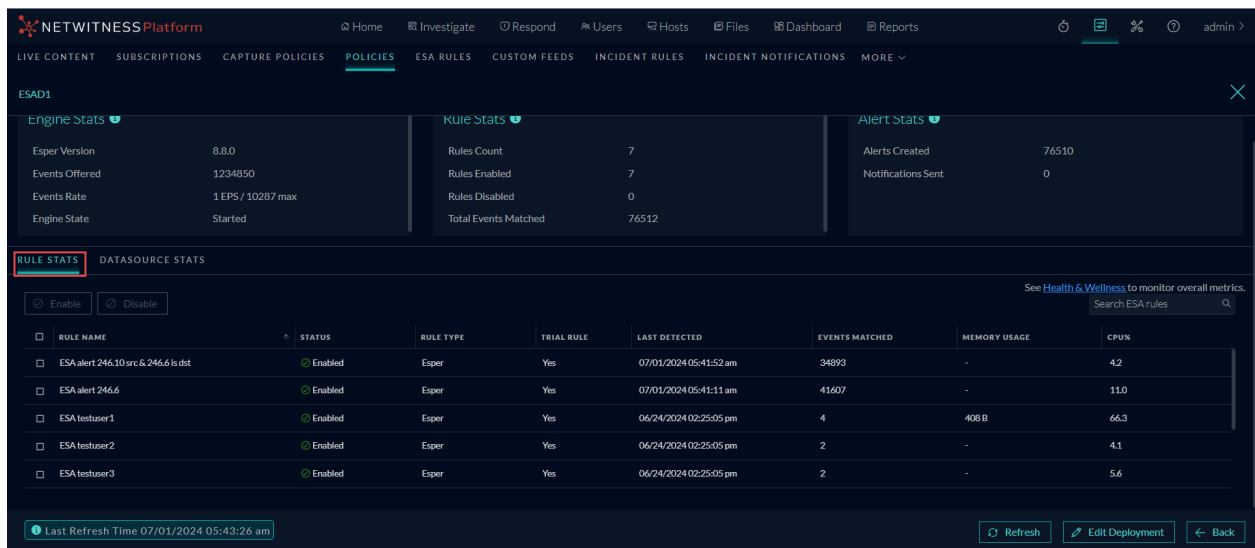 NETWITNESS Platform Home Investigate Respond Users Hosts Files Dashboard Reports admin >
LIVE CONTENT SUBSCRIPTIONS CAPTURE POLICIES POLICIES ESA RULES CUSTOM FEEDS INCIDENT RULES INCIDENT NOTIFICATIONS MORE
ESAD1
Engine Stats Rule Stats Alert Stats
Esper Version 8.8.0 Rules Count 7 Alerts Created 76510
Events Offered 1234850 Rules Enabled 7 Notifications Sent 0
Events Rate 1 EPS / 10287 max Rules Disabled 0
Engine State Started Total Events Matched 76512
RULE STATS DATASOURCE STATS
See Health & Wellness to monitor overall metrics.
Enable Disable Search ESA rules
RULE NAME STATUS RULE TYPE TRIAL RULE LAST DETECTED EVENTS MATCHED MEMORY USAGE CPU%
ESA alert 246.10 src & 246.6 is dst Enabled Esper Yes 07/01/2024 05:41:52 am 34893 - 4.2
ESA alert 246.6 Enabled Esper Yes 07/01/2024 05:41:11 am 41607 - 11.0
ESA testuser1 Enabled Esper Yes 06/24/2024 02:25:05 pm 4 408 B 66.3
ESA testuser2 Enabled Esper Yes 06/24/2024 02:25:05 pm 2 - 4.1
ESA testuser3 Enabled Esper Yes 06/24/2024 02:25:05 pm 2 - 5.6
Last Refresh Time 07/01/2024 05:43:26 am Refresh Edit Deployment Back